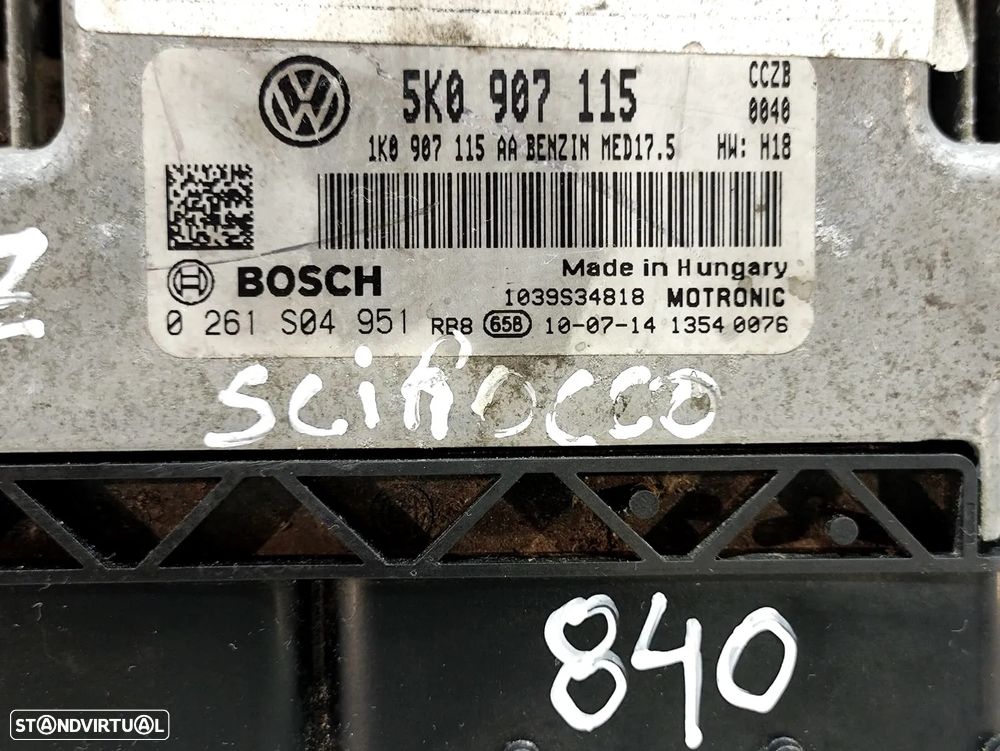 5K0 907 115 CCZB
0040
1K0 907 115 AA BENZIN MED17.5 HW: H18
BOSCH Made in Hungary
1039S34818 MOTRONIC
0 261 S04 951 RB8 65B 10-07-14 1354 0076
SCIROCCO
840
STANDVIRTUAL